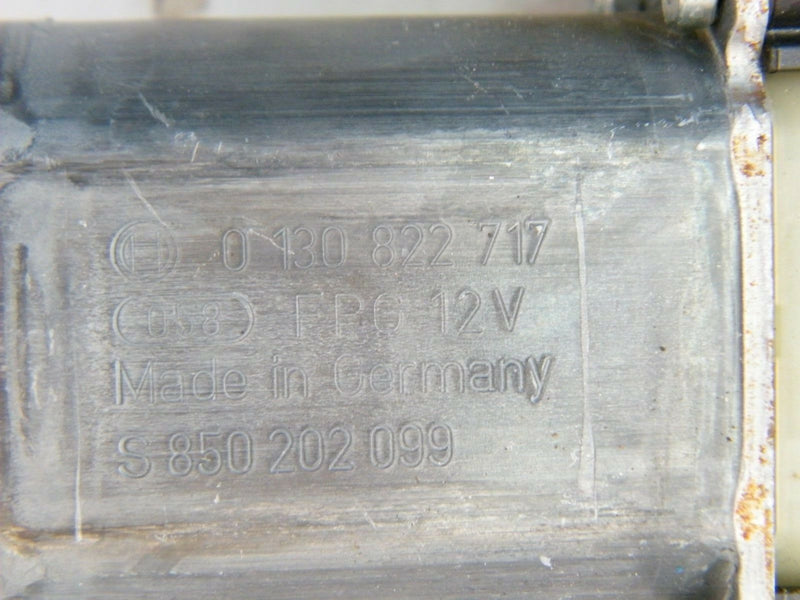 0 130 822 717
(058) FPG 12V
Made in Germany
S 850 202 099